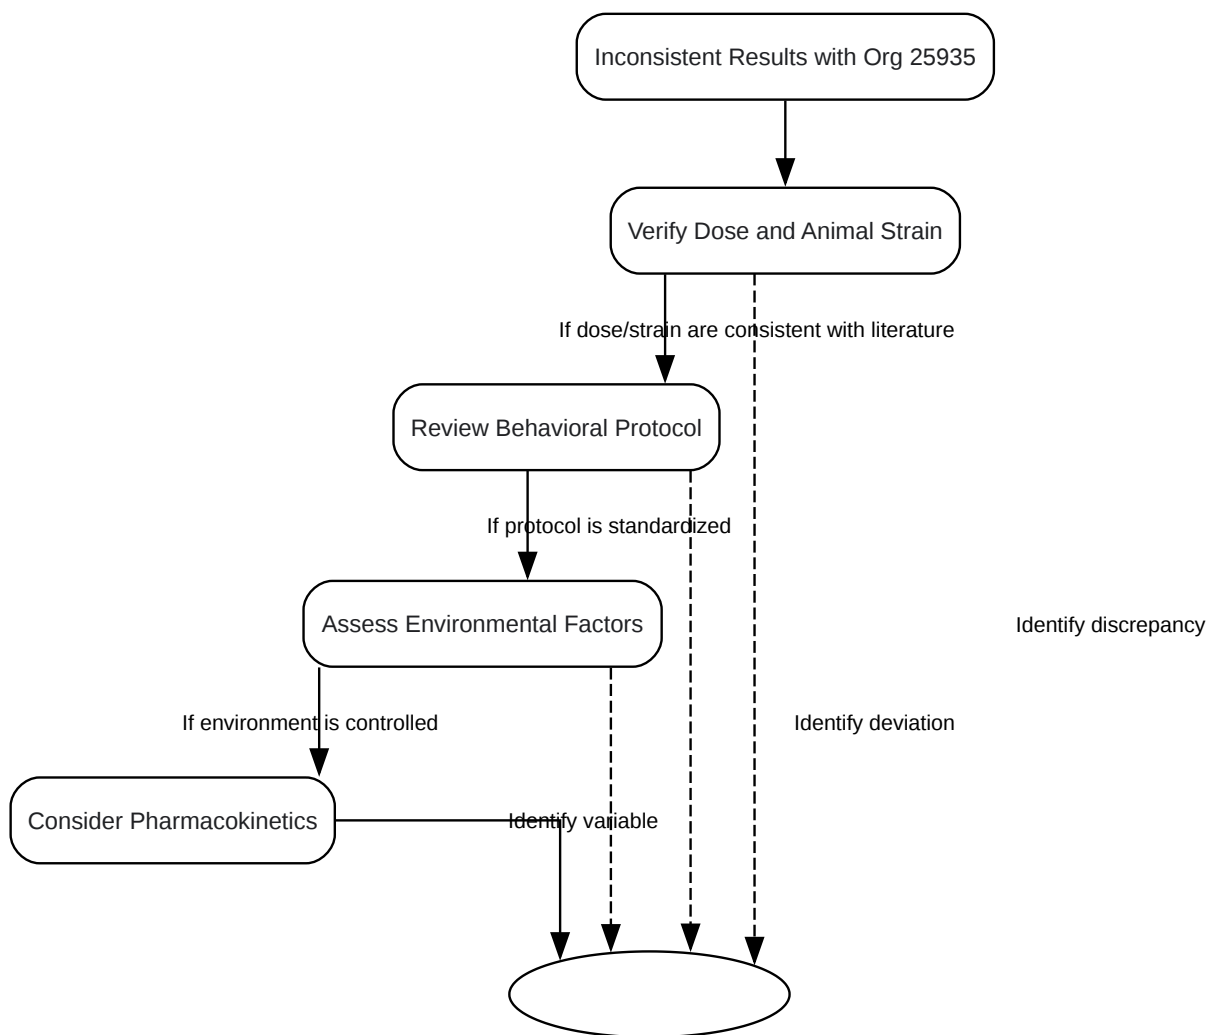 Inconsistent Results with Org 25935
Verify Dose and Animal Strain
If dose/strain are consistent with literature
Review Behavioral Protocol
If protocol is standardized
Assess Environmental Factors
Identify discrepancy
If environment is controlled
Identify deviation
Consider Pharmacokinetics
Identify variable